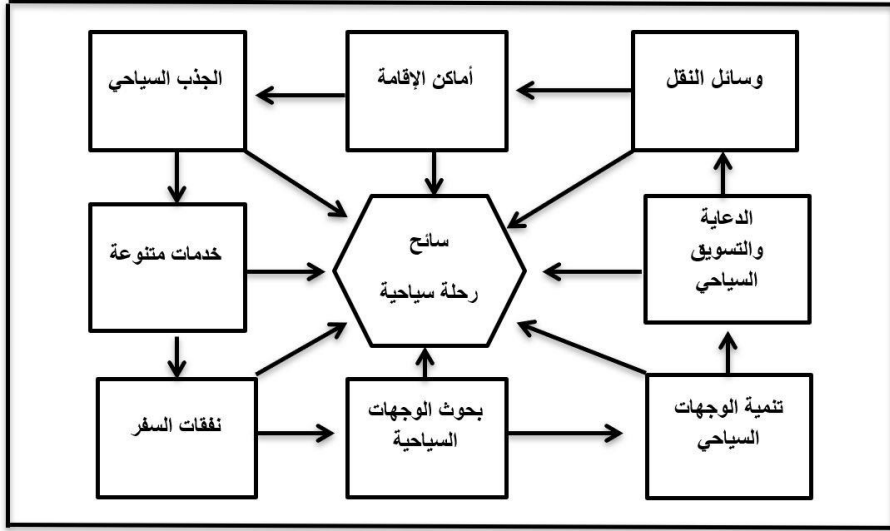 وسائل النقل
أماكن الإقامة
الجذب السياحي
الدعاية
والتسويق
السياحي
سائح
رحلة سياحية
خدمات متنوعة
تنمية الوجهات
السياحي
بحوث الوجهات
السياحية
نفقات السفر